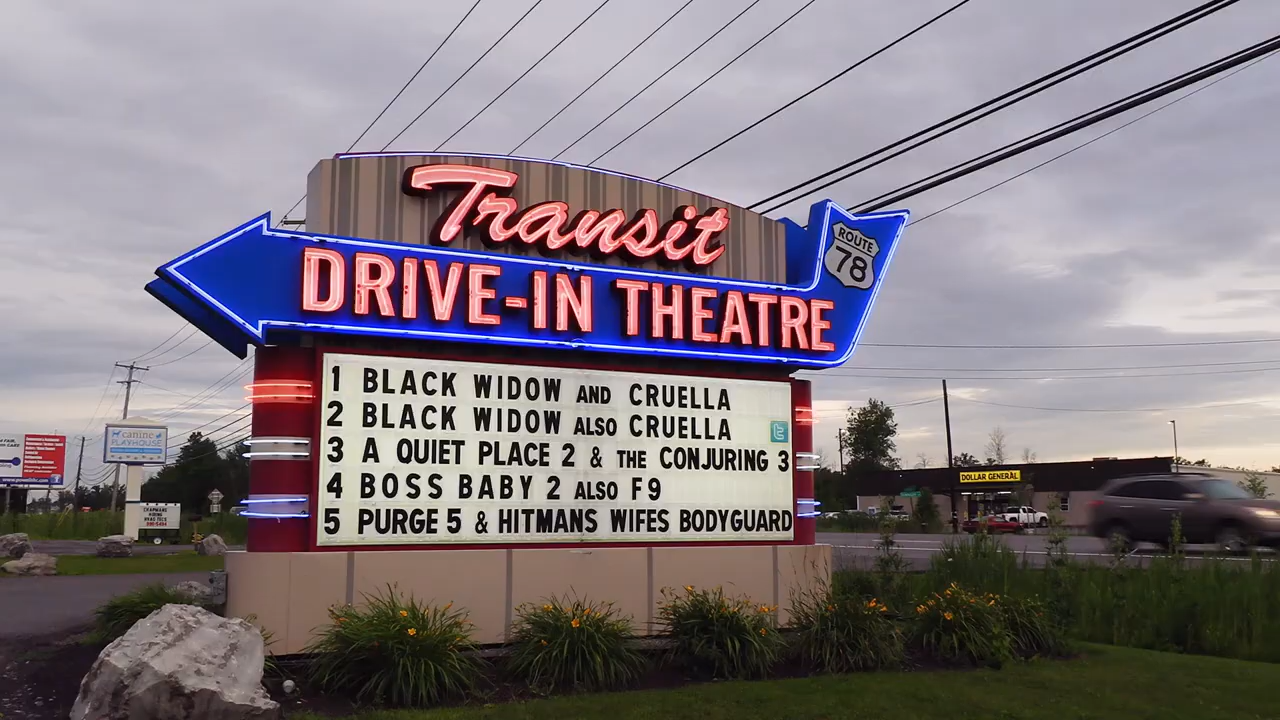 Transit
DRIVE-IN THEATRE
ROUTE
78
1 BLACK WIDOW AND CRUELLA
2 BLACK WIDOW ALSO CRUELLA
3 A QUIET PLACE 2 & THE CONJURING 3
4 BOSS BABY 2 ALSO F9
5 PURGE 5 & HITMANS WIFES BODYGUARD
canine
PLAYHOUSE
DOLLAR GENERAL